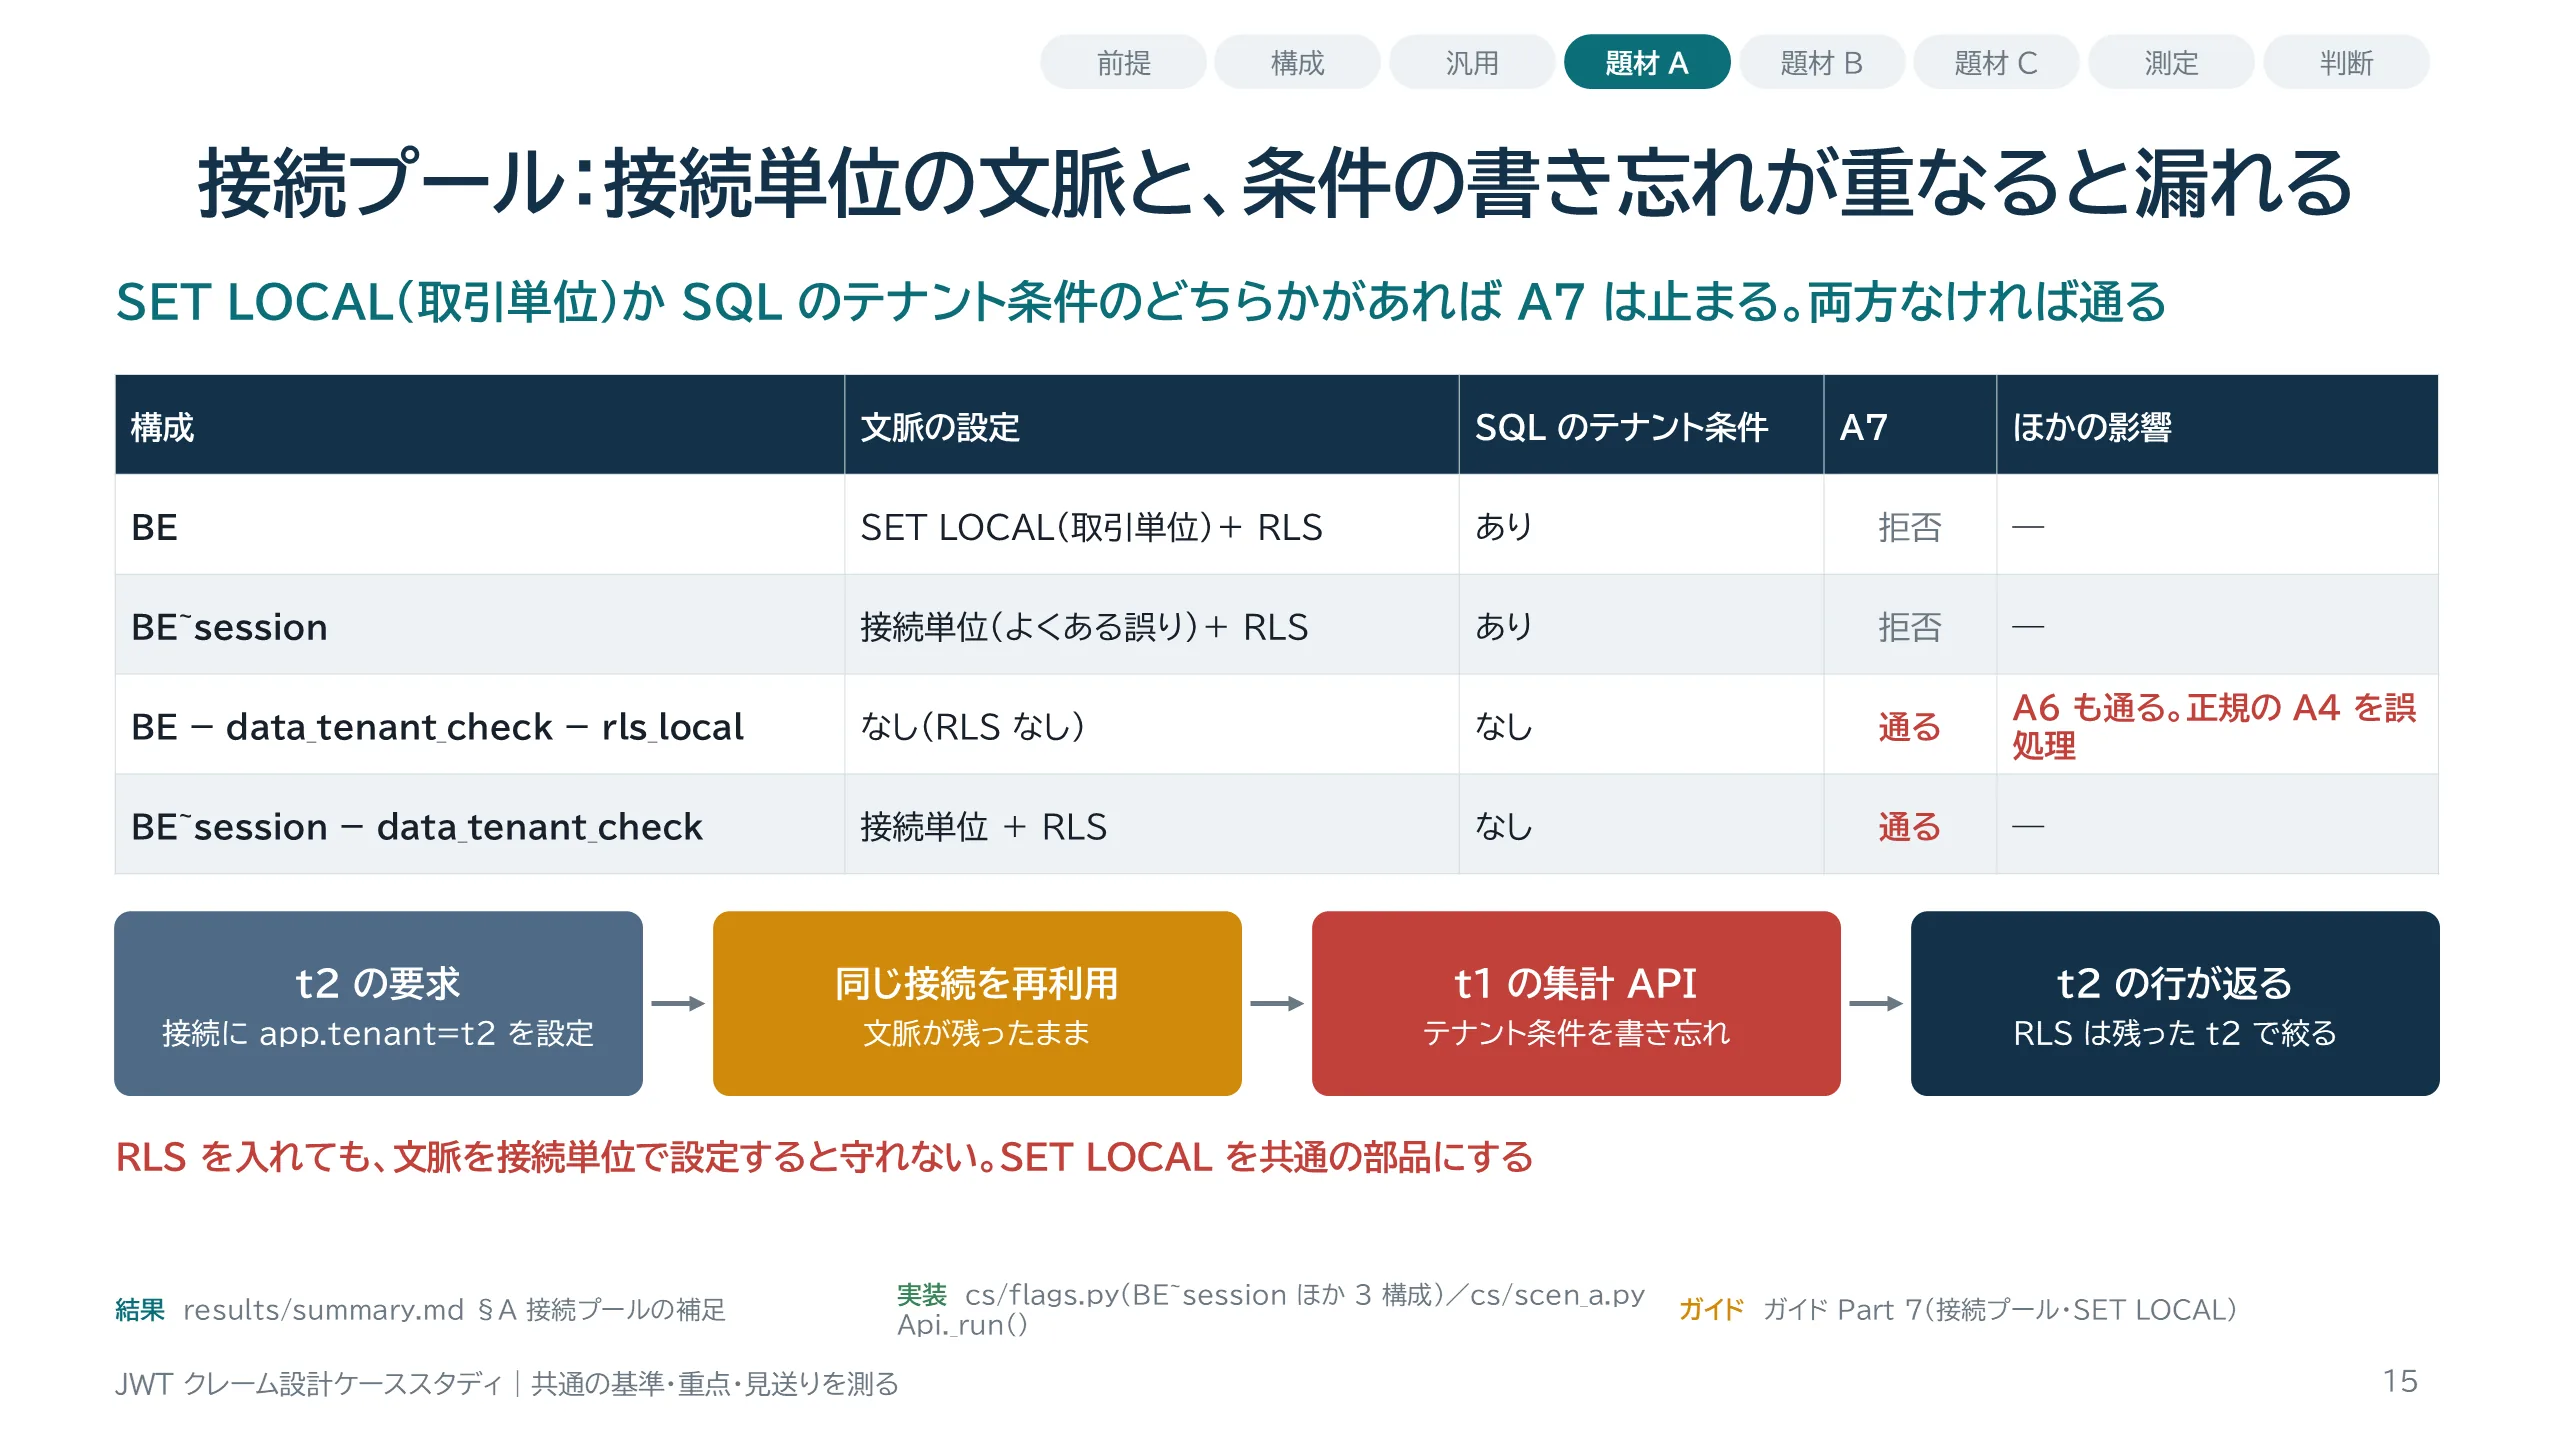 前提
構成
汎用
題材 A
題材 B
題材 C
測定
判断
接続プール：接続単位の文脈と、条件の書き忘れが重なると漏れる
SET LOCAL（取引単位）か SQL のテナント条件のどちらかがあれば A7 は止まる。両方なければ通る
構成 文脈の設定 SQL のテナント条件 A7 ほかの影響
BE SET LOCAL（取引単位）＋ RLS あり 拒否 —
BE~session 接続単位（よくある誤り）＋ RLS あり 拒否 —
BE − data_tenant_check − rls_local なし（RLS なし） なし 通る A6 も通る。正規の A4 を誤
処理
BE~session − data_tenant_check 接続単位 ＋ RLS なし 通る —
t2 の要求
接続に app.tenant=t2 を設定
同じ接続を再利用
文脈が残ったまま
t1 の集計 API
テナント条件を書き忘れ
t2 の行が返る
RLS は残った t2 で絞る
RLS を入れても、文脈を接続単位で設定すると守れない。SET LOCAL を共通の部品にする
結果 results/summary.md §A 接続プールの補足
実装 cs/flags.py（BE~session ほか 3 構成）／cs/scen_a.py
Api._run()
ガイド ガイド Part 7（接続プール・SET LOCAL）
JWT クレーム設計ケーススタディ｜共通の基準・重点・見送りを測る
15